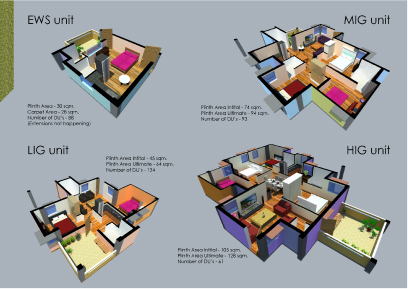 EWS unit
MIG unit
Plinth Area - 30 sqm.
Carpet Area - 28 sqm.
Number of DU's - 88
(Extensions not happening)
Plinth Area Initial - 74 sqm.
Plinth Area Ultimate - 94 sqm.
Number of DU's - 93
LIG unit
Plinth Area Initial - 45 sqm.
Plinth Area Ultimate - 64 sqm.
Number of DU's - 134
HIG unit
Plinth Area Initial - 105 sqm.
Plinth Area Ultimate - 128 sqm.
Number of DU's - 61